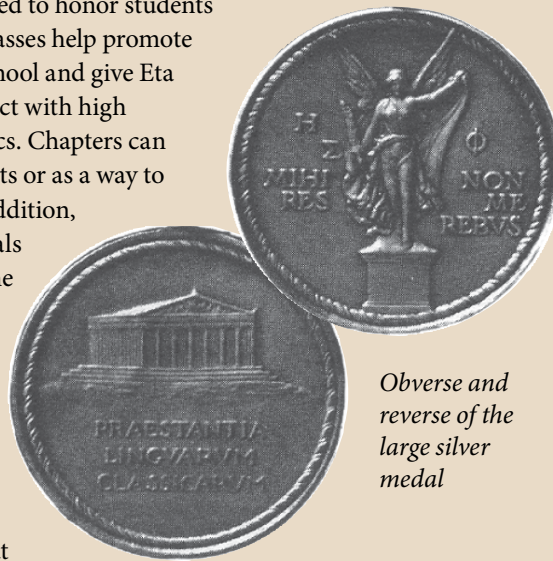 ed to honor students
asses help promote
hool and give Eta
ct with high
cs. Chapters can
ts or as a way to
ddition,
als
ne
t
H
Σ Φ
MIHI NON
RES ME
REBVS
PRAESTANTIA
LINGVARVM
CLASSICARVM
Obverse and
reverse of the
large silver
medal